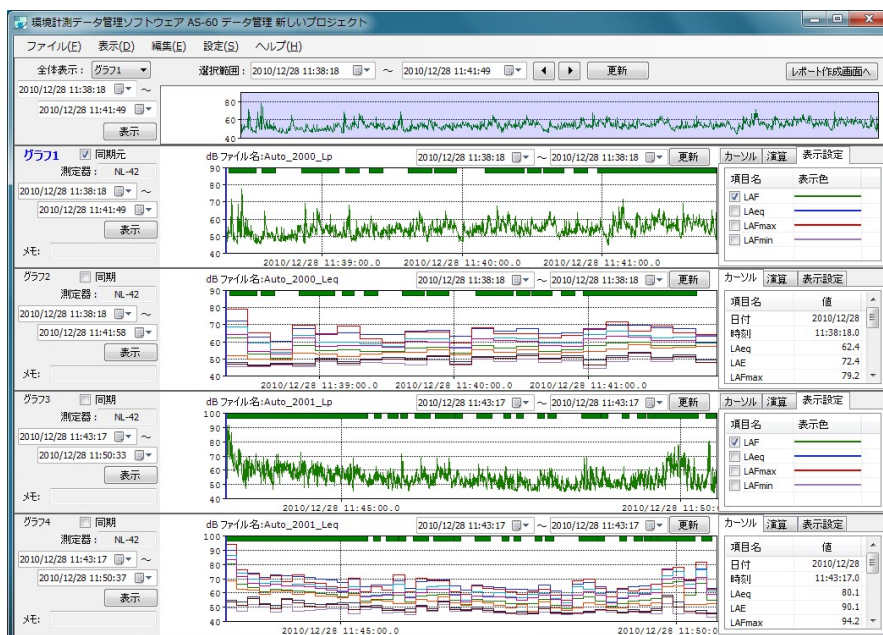 環境計測データ管理ソフトウェア AS-60 データ管理 新しいプロジェクト
ファイル(F) 表示(D) 編集(E) 設定(S) ヘルプ(H)
全体表示： グラフ1 選択範囲： 2010/12/28 11:38:18 ～ 2010/12/28 11:41:49 更新 レポート作成画面へ
2010/12/28 11:38:18 ～
2010/12/28 11:41:49
表示
80
60
40
グラフ1 同期元
測定器： NL-42
2010/12/28 11:38:18 ～
2010/12/28 11:41:49
表示
メモ:
dB ファイル名:Auto_2000_Lp 2010/12/28 11:38:18 ～ 2010/12/28 11:38:18 更新
90
80
70
60
50
40
2010/12/28 11:39:00.0 2010/12/28 11:40:00.0 2010/12/28 11:41:00.0
カーソル 演算 表示設定
項目名 表示色
LAF
LAeq
LAFmax
LAFmin
グラフ2 同期
測定器： NL-42
2010/12/28 11:38:18 ～
2010/12/28 11:41:58
表示
メモ:
dB ファイル名:Auto_2000_Leq 2010/12/28 11:38:18 ～ 2010/12/28 11:38:18 更新
90
80
70
60
50
40
2010/12/28 11:39:00.0 2010/12/28 11:40:00.0 2010/12/28 11:41:00.0
カーソル 演算 表示設定
項目名 値
日付 2010/12/28
時刻 11:38:18.0
LAeq 62.4
LAE 72.4
LAFmax 79.2
グラフ3 同期
測定器： NL-42
2010/12/28 11:43:17 ～
2010/12/28 11:50:33
表示
メモ:
dB ファイル名:Auto_2001_Lp 2010/12/28 11:43:17 ～ 2010/12/28 11:43:17 更新
100
90
80
70
60
50
40
2010/12/28 11:45:00.0 2010/12/28 11:50:0
カーソル 演算 表示設定
項目名 表示色
LAF
LAeq
LAFmax
LAFmin
グラフ4 同期
測定器： NL-42
2010/12/28 11:43:17 ～
2010/12/28 11:50:37
表示
メモ:
dB ファイル名:Auto_2001_Leq 2010/12/28 11:43:17 ～ 2010/12/28 11:43:17 更新
100
90
80
70
60
50
40
2010/12/28 11:45:00.0 2010/12/28 11:50:0
カーソル 演算 表示設定
項目名 値
日付 2010/12/28
時刻 11:43:17.0
LAeq 80.1
LAE 90.1
LAFmax 94.2